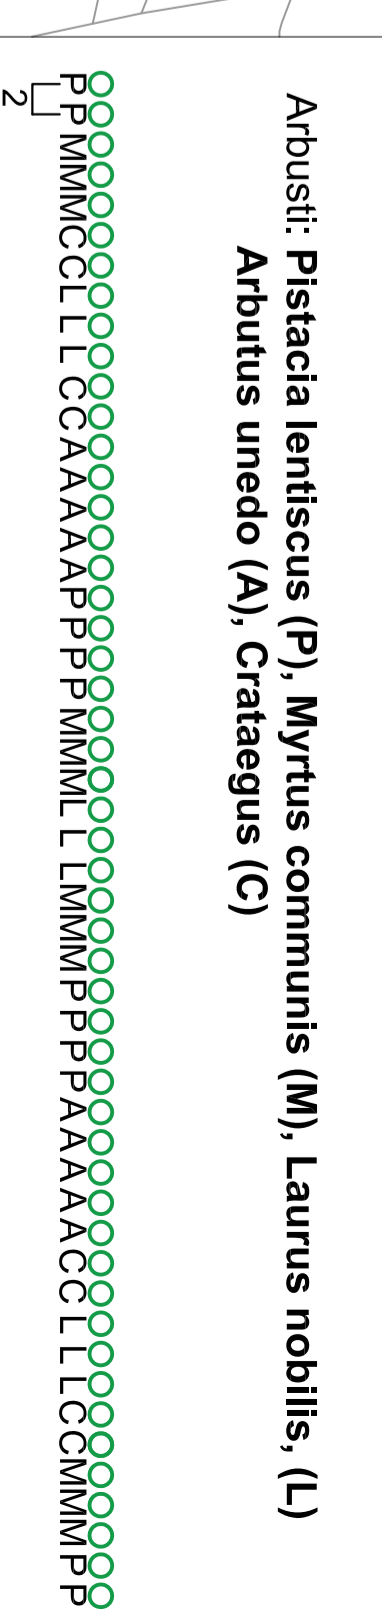 Arbusti: Pistacia lentiscus (P), Myrtus communis (M), Laurus nobilis, (L)
Arbutus unedo (A), Crataegus (C)
P P M M M C C L L L C C A A A A A P P P P M M M L L L M M M P P P P A A A A A C C L L L C C M M M P P
2